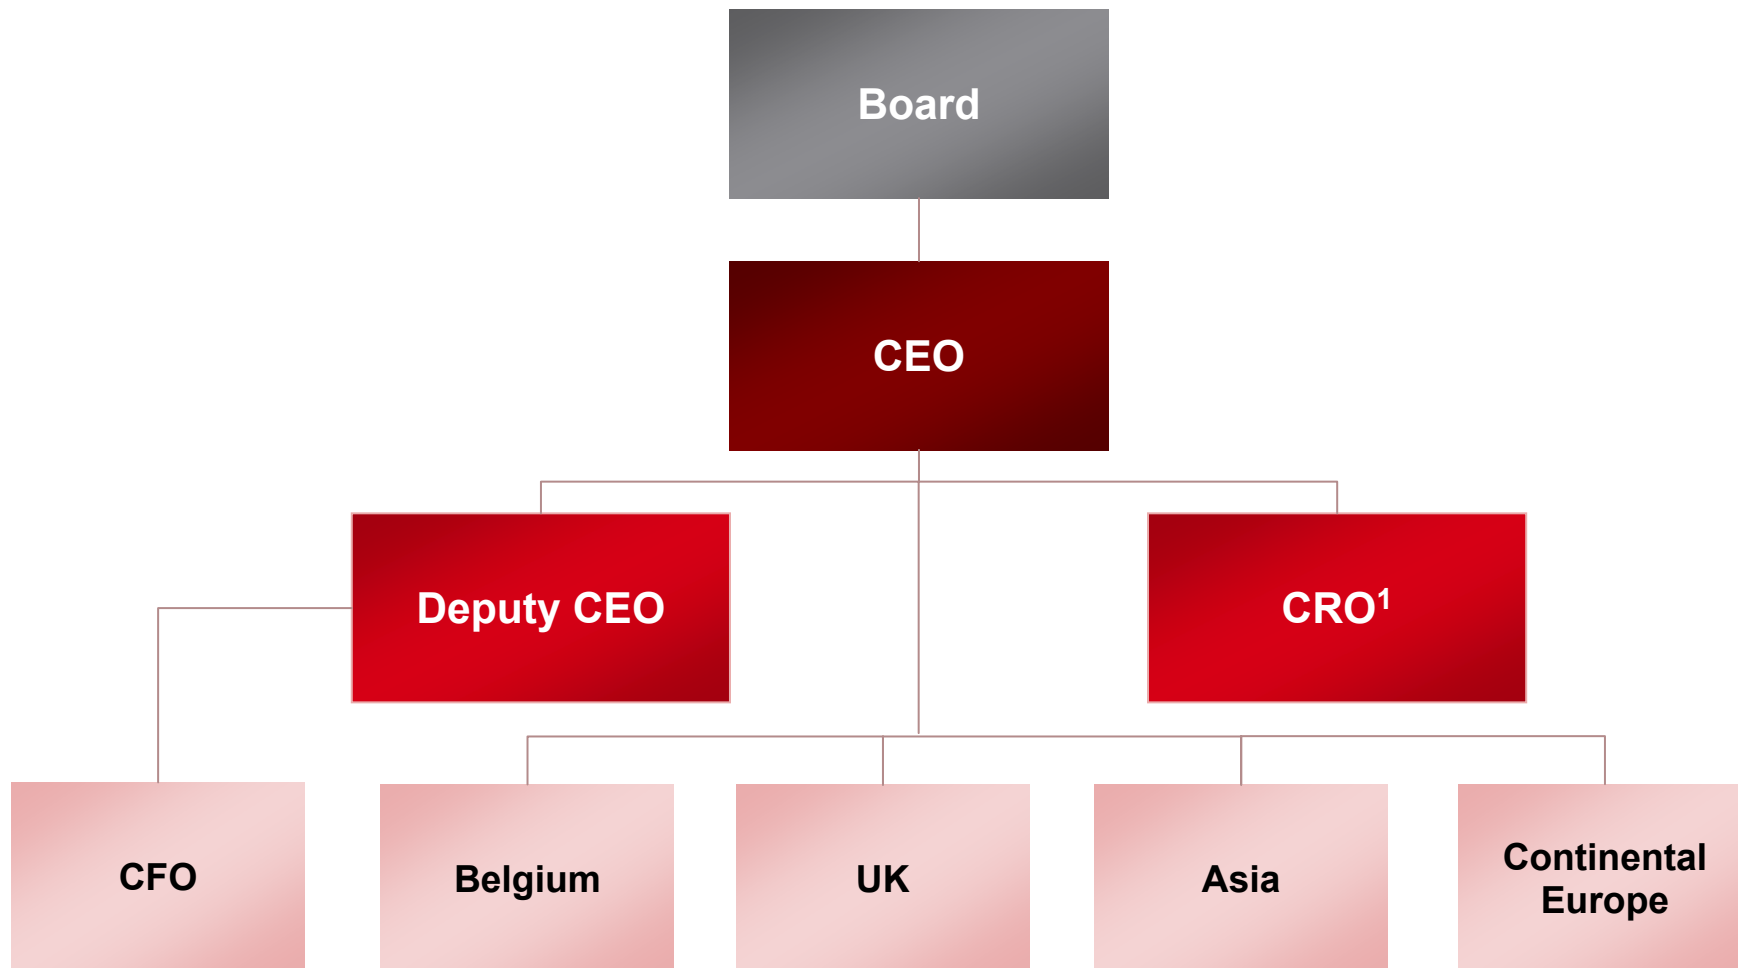 Board
CEO
Deputy CEO
CRO¹
CFO
Belgium
UK
Asia
Continental
Europe